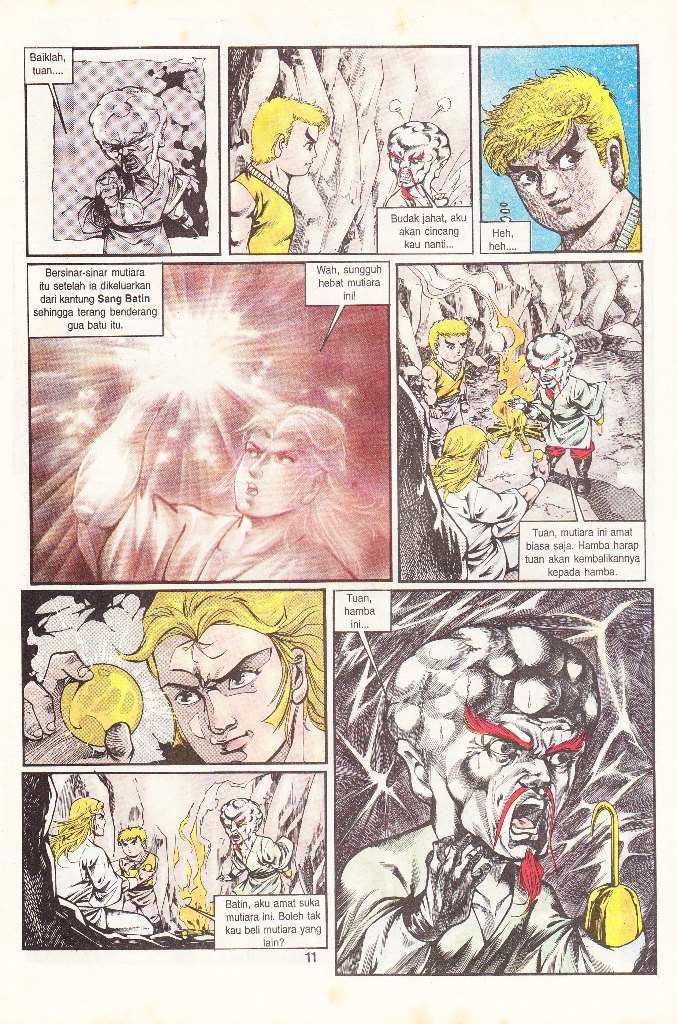 Baiklah,
tuan....
Budak jahat, aku
akan cincang
kau nanti...
Heh,
heh....
Bersinar-sinar mutiara
itu setelah ia dikeluarkan
dari kantung Sang Batin
sehingga terang benderang
gua batu itu.
Wah, sungguh
hebat mutiara
ini!
Tuan, mutiara ini amat
biasa saja. Hamba harap
tuan akan kembalikannya
kepada hamba.
Tuan,
hamba
ini...
Batin, aku amat suka
mutiara ini. Boleh tak
kau beli mutiara yang
lain?
11